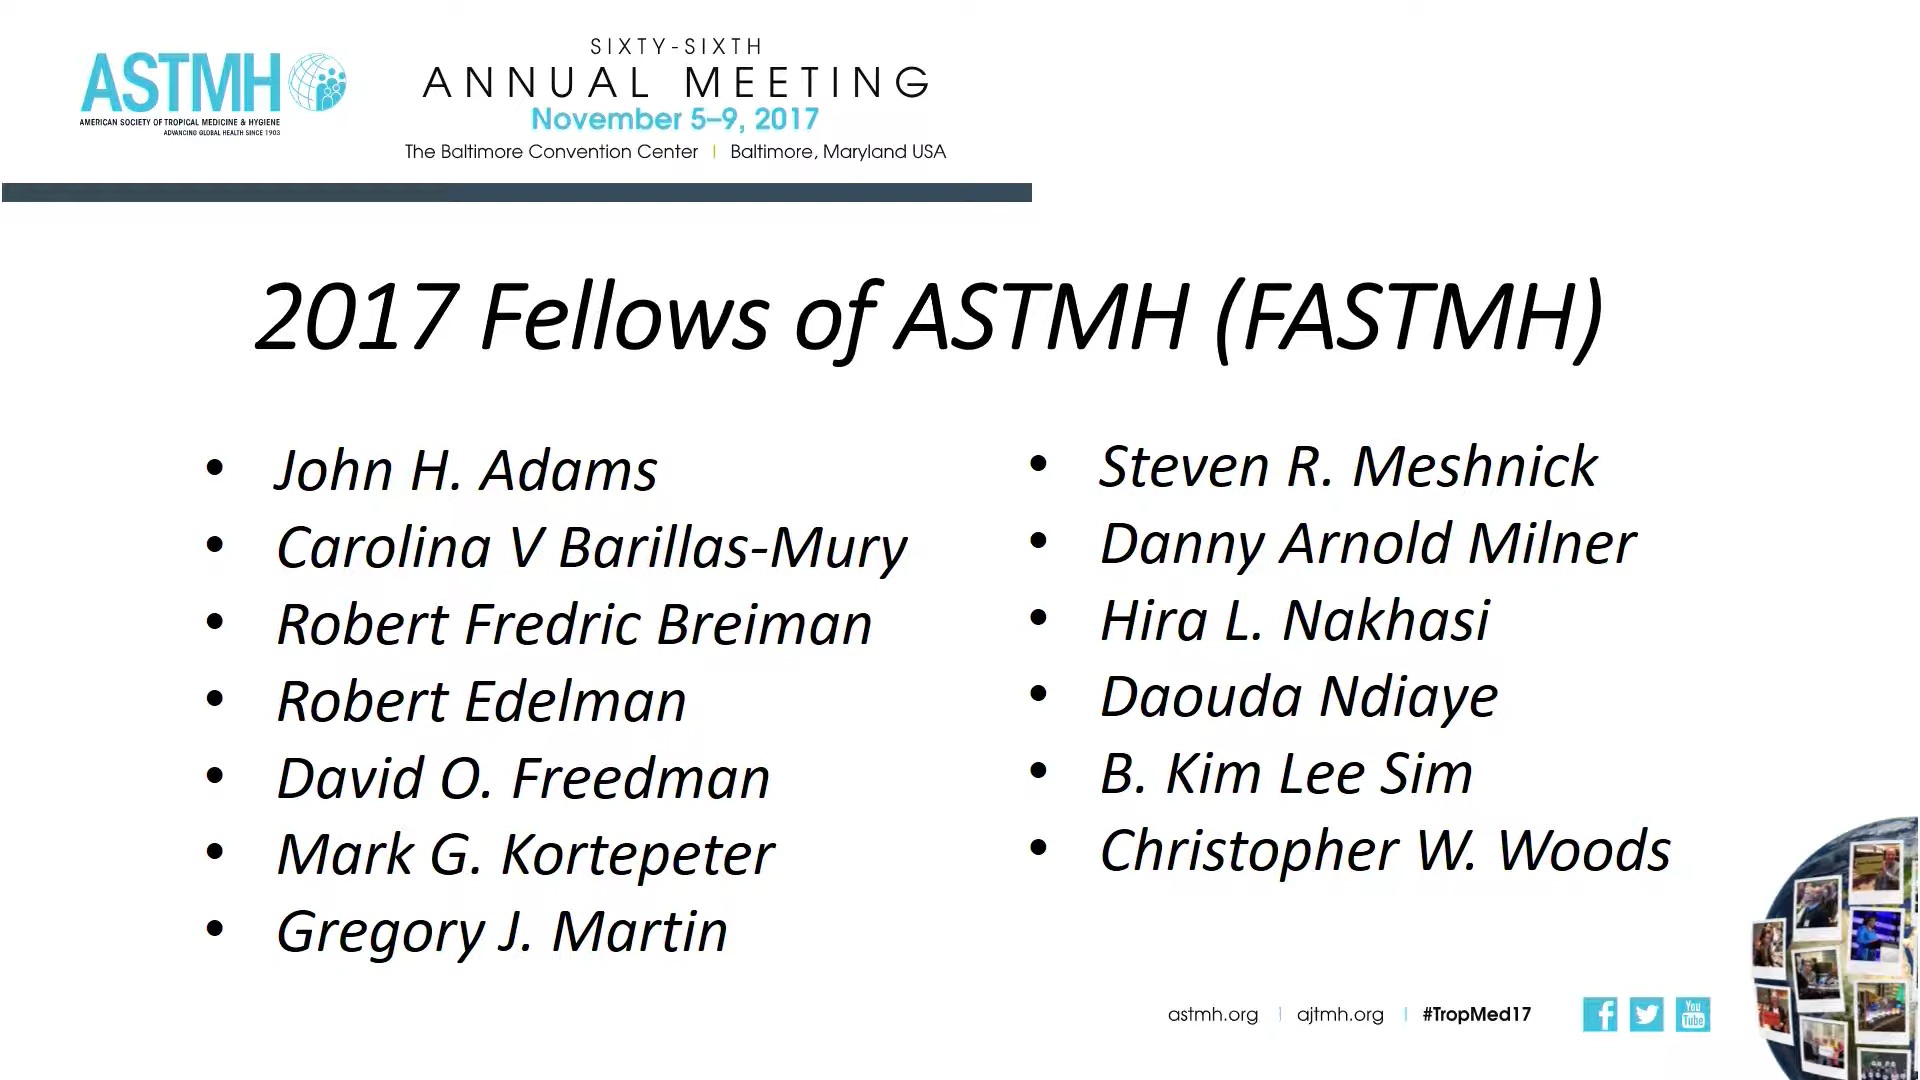 ASTMH
AMERICAN SOCIETY OF TROPICAL MEDICINE & HYGIENE
ADVANCING GLOBAL HEALTH SINCE 1903
SIXTY-SIXTH
ANNUAL MEETING
November 5–9, 2017
The Baltimore Convention Center | Baltimore, Maryland USA
2017 Fellows of ASTMH (FASTMH)
• John H. Adams
• Carolina V Barillas-Mury
• Robert Fredric Breiman
• Robert Edelman
• David O. Freedman
• Mark G. Kortepeter
• Gregory J. Martin
• Steven R. Meshnick
• Danny Arnold Milner
• Hira L. Nakhasi
• Daouda Ndiaye
• B. Kim Lee Sim
• Christopher W. Woods
astmh.org | ajtmh.org | #TropMed17
You
Tube